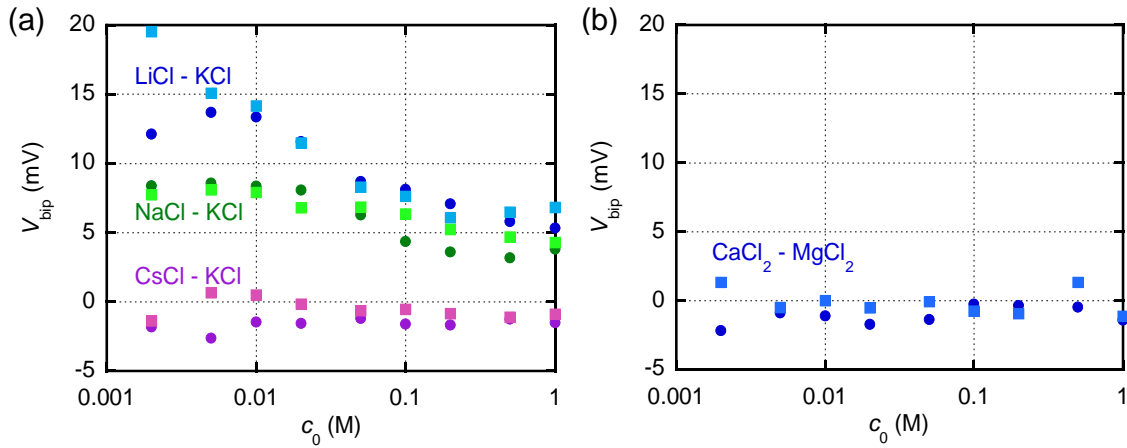 (a)
20
15
10
5
0
-5
V_bip (mV)
LiCl - KCl
NaCl - KCl
CsCl - KCl
0.001
0.01
0.1
1
c_0 (M)
(b)
20
15
10
5
0
-5
V_bip (mV)
CaCl_2 - MgCl_2
0.001
0.01
0.1
1
c_0 (M)